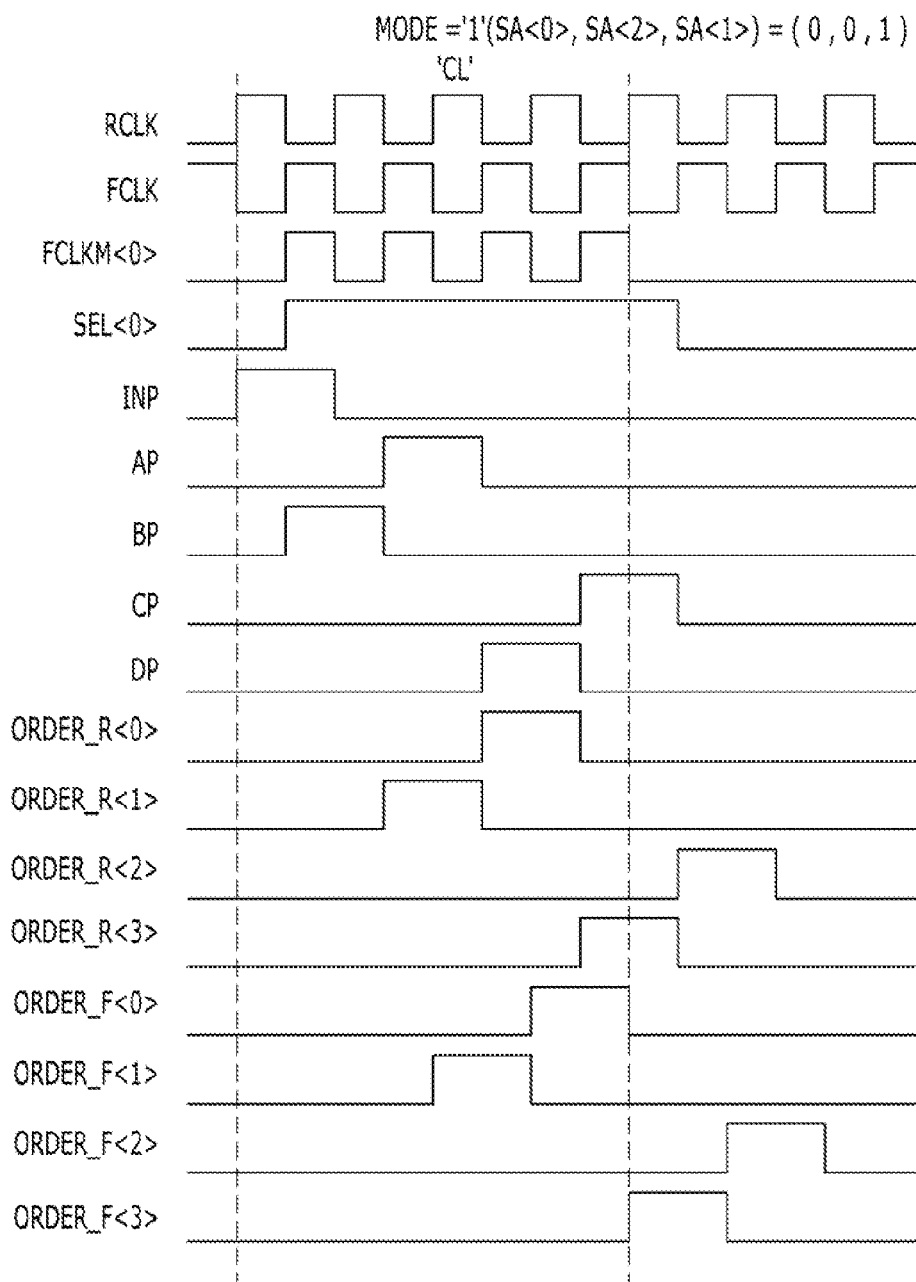 MODE ='1'(SA<0>, SA<2>, SA<1>) = ( 0 , 0 , 1 )
'CL'
RCLK
FCLK
FCLKM<0>
SEL<0>
INP
AP
BP
CP
DP
ORDER_R<0>
ORDER_R<1>
ORDER_R<2>
ORDER_R<3>
ORDER_F<0>
ORDER_F<1>
ORDER_F<2>
ORDER_F<3>